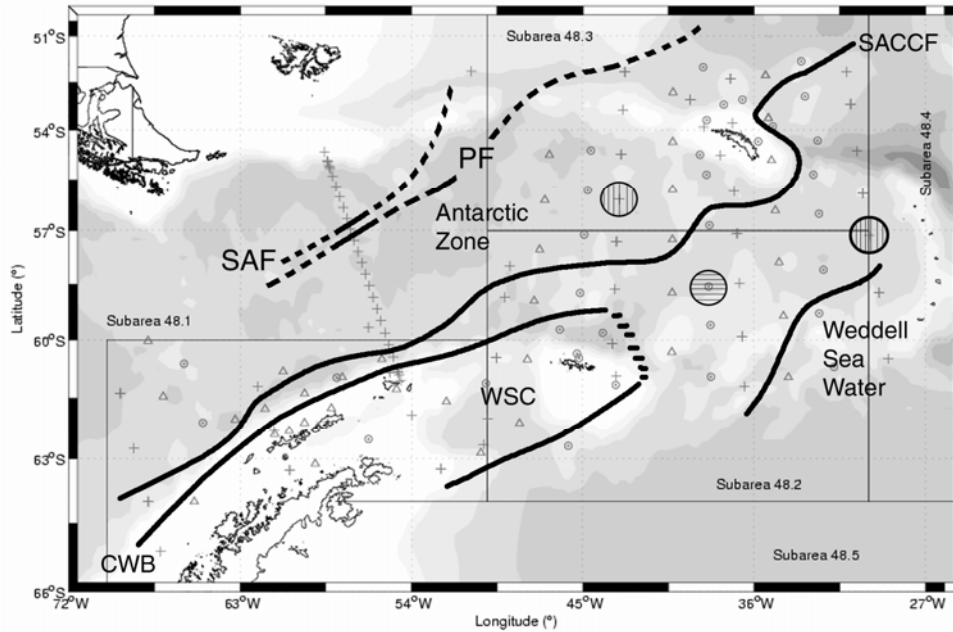 51°S
54°S
57°S
60°S
63°S
66°S
Latitude (°)
72°W
63°W
54°W
45°W
36°W
27°W
Longitude (°)
Subarea 48.3
SACCF
Subarea 48.4
PF
Antarctic
Zone
SAF
Subarea 48.1
Weddell
Sea
Water
WSC
Subarea 48.2
CWB
Subarea 48.5